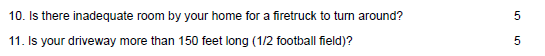 10. Is there inadequate room by your home for a firetruck to turn around? 5
11. Is your driveway more than 150 feet long (1/2 football field)? 5